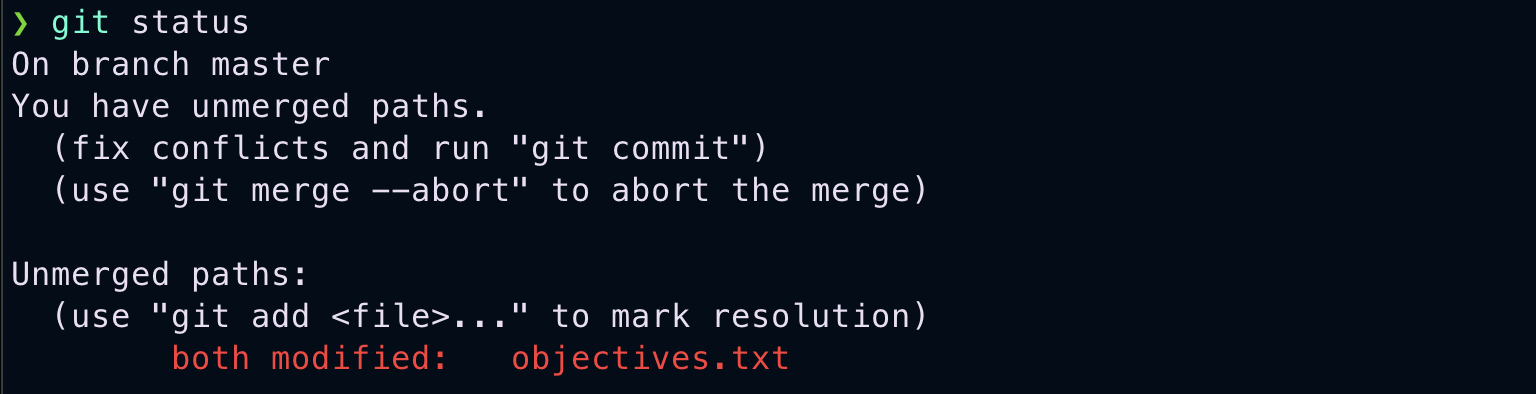 ❯ git status
On branch master
You have unmerged paths.
  (fix conflicts and run "git commit")
  (use "git merge --abort" to abort the merge)

Unmerged paths:
  (use "git add <file>..." to mark resolution)
        both modified:   objectives.txt